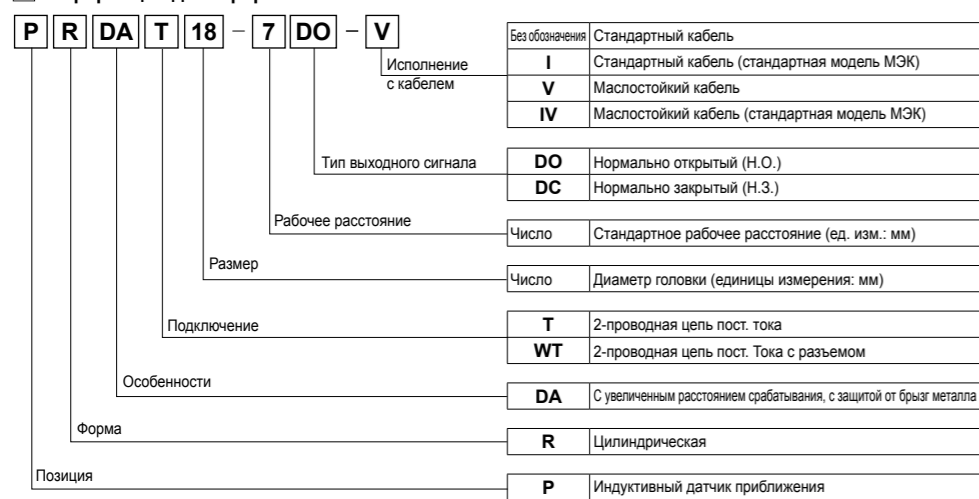 P R DA T 18 – 7 DO – V
Исполнение
с кабелем
Без обозначения Стандартный кабель
I Стандартный кабель (стандартная модель МЭК)
V Маслостойкий кабель
IV Маслостойкий кабель (стандартная модель МЭК)
Тип выходного сигнала
DO Нормально открытый (Н.О.)
DC Нормально закрытый (Н.З.)
Рабочее расстояние
Число Стандартное рабочее расстояние (ед. изм.: мм)
Размер
Число Диаметр головки (единицы измерения: мм)
Подключение
T 2-проводная цепь пост. тока
WT 2-проводная цепь пост. Тока с разъемом
Особенности
DA С увеличенным расстоянием срабатывания, с защитой от брызг металла
Форма
R Цилиндрическая
Позиция
P Индуктивный датчик приближения